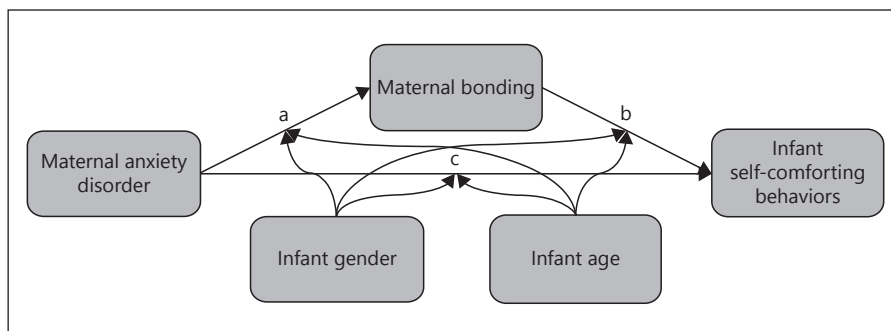 Maternal bonding
a
b
Maternal anxiety
disorder
c
Infant
self-comforting
behaviors
Infant gender
Infant age